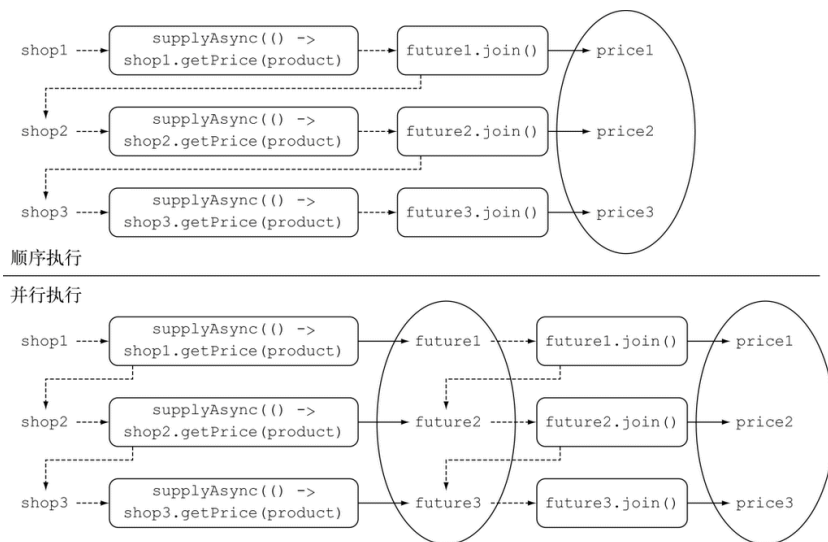 shop1
supplyAsync(() ->
shop1.getPrice(product)
future1.join()
price1
shop2
supplyAsync(() ->
shop2.getPrice(product)
future2.join()
price2
shop3
supplyAsync(() ->
shop3.getPrice(product)
future3.join()
price3
顺序执行
并行执行
shop1
supplyAsync(() ->
shop1.getPrice(product)
future1
future1.join()
price1
shop2
supplyAsync(() ->
shop2.getPrice(product)
future2
future2.join()
price2
shop3
supplyAsync(() ->
shop3.getPrice(product)
future3
future3.join()
price3